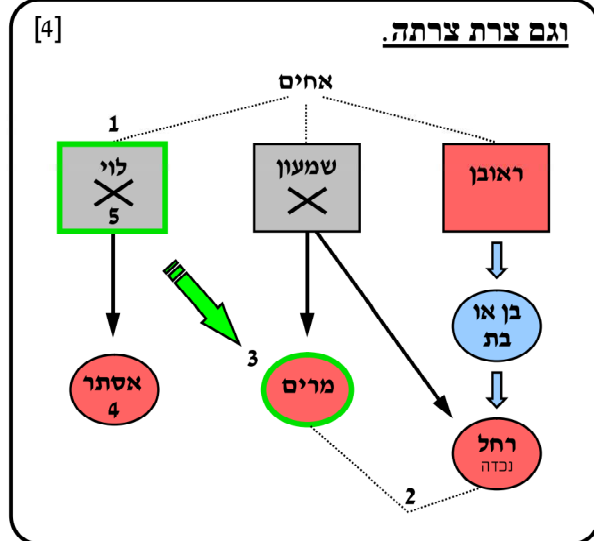 [4]
וגם צרת צרתה.
אחים
1
ראובן
שמעון
לוי
5
בן או
בת
3
מרים
אסתר
4
רחל
נכדה
2